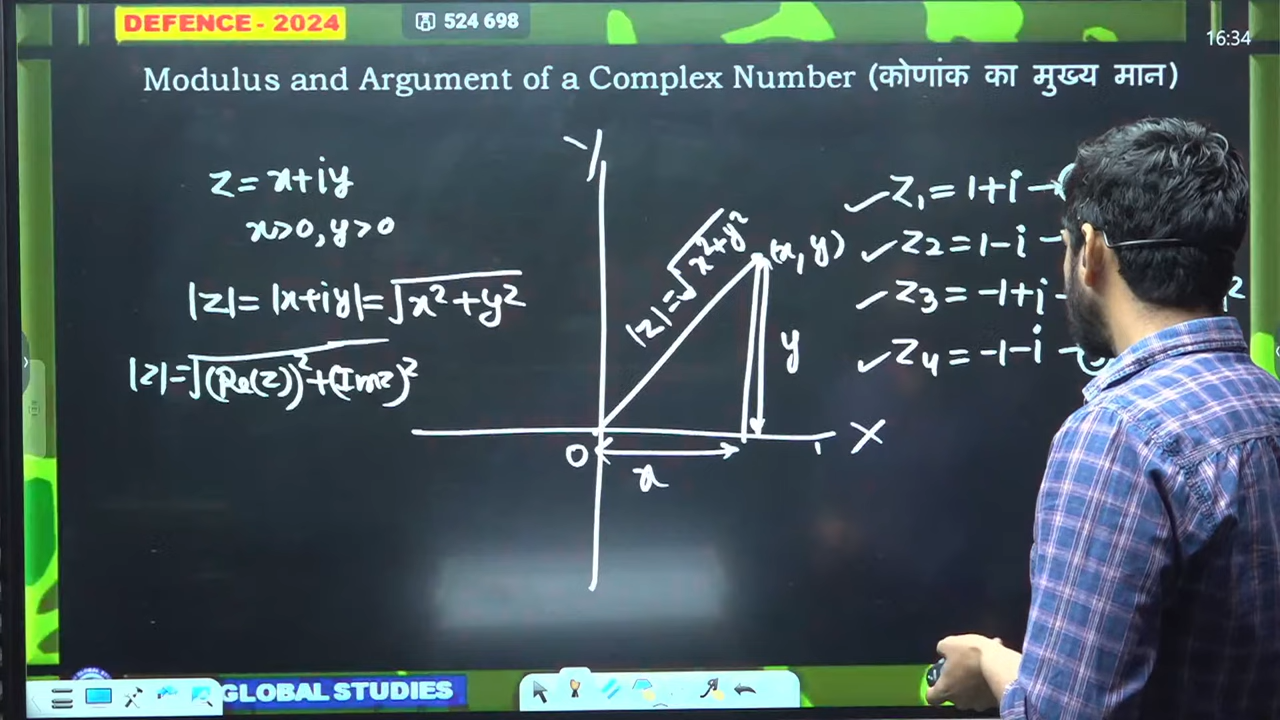 DEFENCE - 2024
524 698
16:34
Modulus and Argument of a Complex Number (कोणांक का मुख्य मान)
z = x+iy
x>0, y>0
|z| = |x+iy| = √x²+y²
|z| = √(Re(z))²+(Imz)²
Y
|z| = √x²+y²
(x, y)
y
O
x
X
✓ Z₁ = 1+i →
✓ Z₂ = 1-i -
✓ Z₃ = -1+i -
2
✓ Z₄ = -1-i -
GLOBAL STUDIES